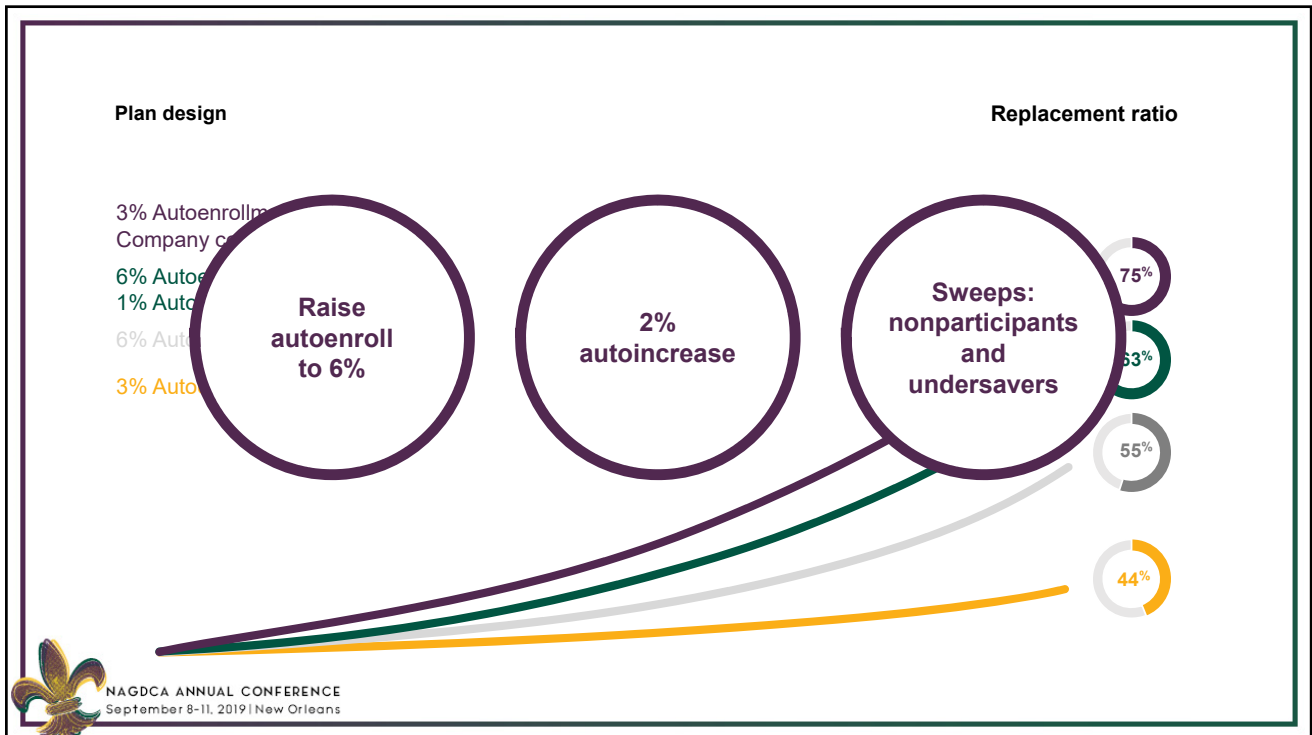 Plan design
Replacement ratio
3% Autoenrollm
Company
6% Autoe
1% Auto
6% Auto
3% Auto
Raise
autoenroll
to 6%
2%
autoincrease
Sweeps:
nonparticipants
and
undersavers
75%
63%
55%
44%
NAGDCA ANNUAL CONFERENCE
September 8-11, 2019 | New Orleans